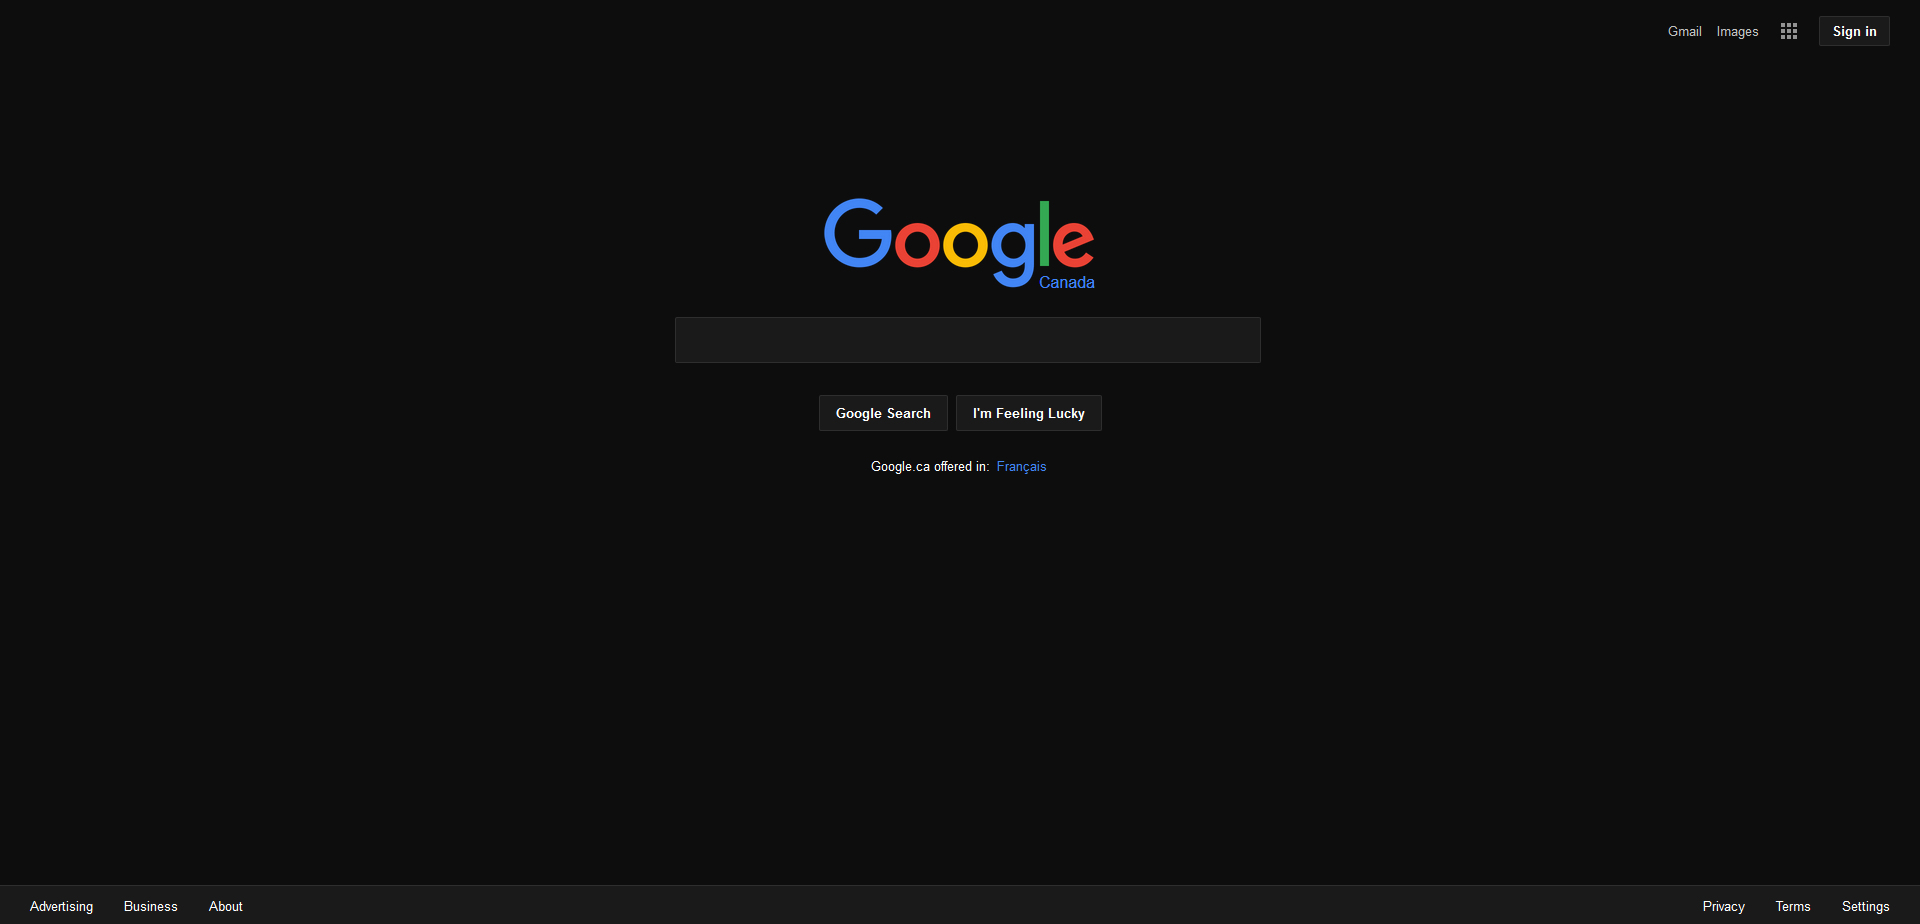 Gmail Images Sign in
Google
Canada
Google Search I'm Feeling Lucky
Google.ca offered in: Français
Advertising Business About Privacy Terms Settings